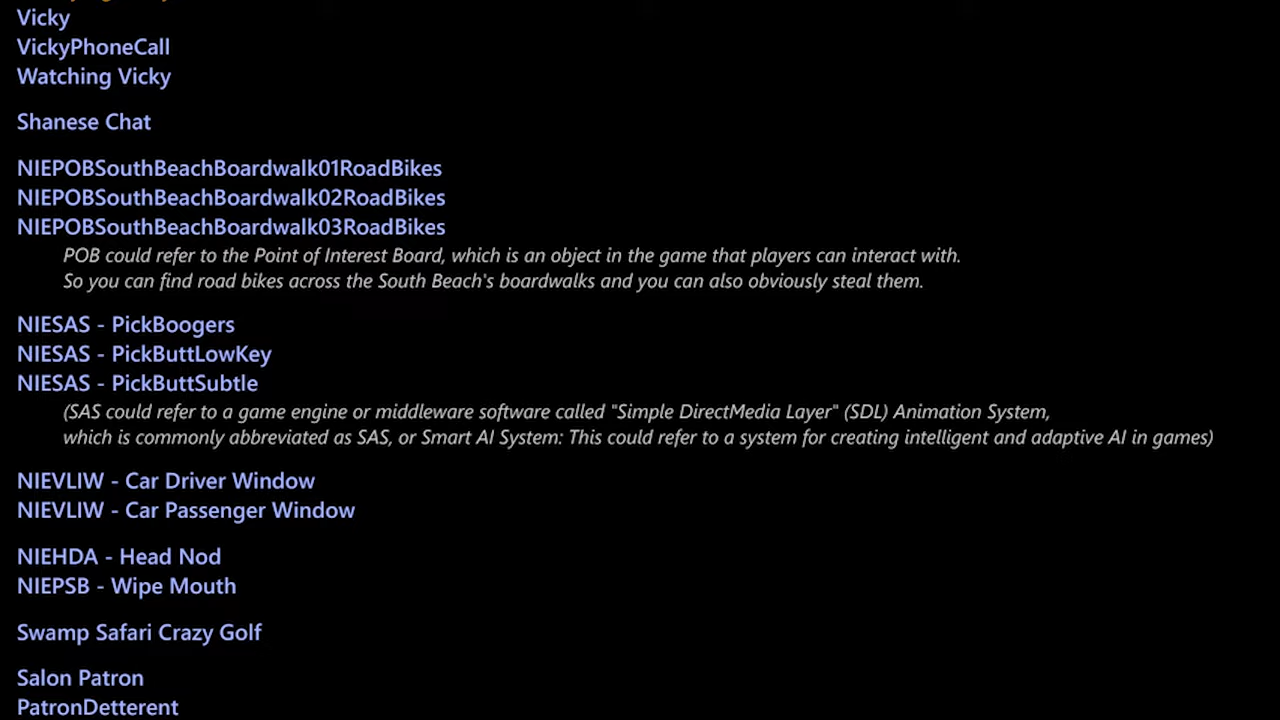 Vicky
VickyPhoneCall
Watching Vicky
Shanese Chat
NIEPOBSouthBeachBoardwalk01RoadBikes
NIEPOBSouthBeachBoardwalk02RoadBikes
NIEPOBSouthBeachBoardwalk03RoadBikes
POB could refer to the Point of Interest Board, which is an object in the game that players can interact with.
So you can find road bikes across the South Beach's boardwalks and you can also obviously steal them.
NIESAS - PickBoogers
NIESAS - PickButtLowKey
NIESAS - PickButtSubtle
(SAS could refer to a game engine or middleware software called "Simple DirectMedia Layer" (SDL) Animation System,
which is commonly abbreviated as SAS, or Smart AI System: This could refer to a system for creating intelligent and adaptive AI in games)
NIEVLIW - Car Driver Window
NIEVLIW - Car Passenger Window
NIEHDA - Head Nod
NIEPSB - Wipe Mouth
Swamp Safari Crazy Golf
Salon Patron
PatronDetterent